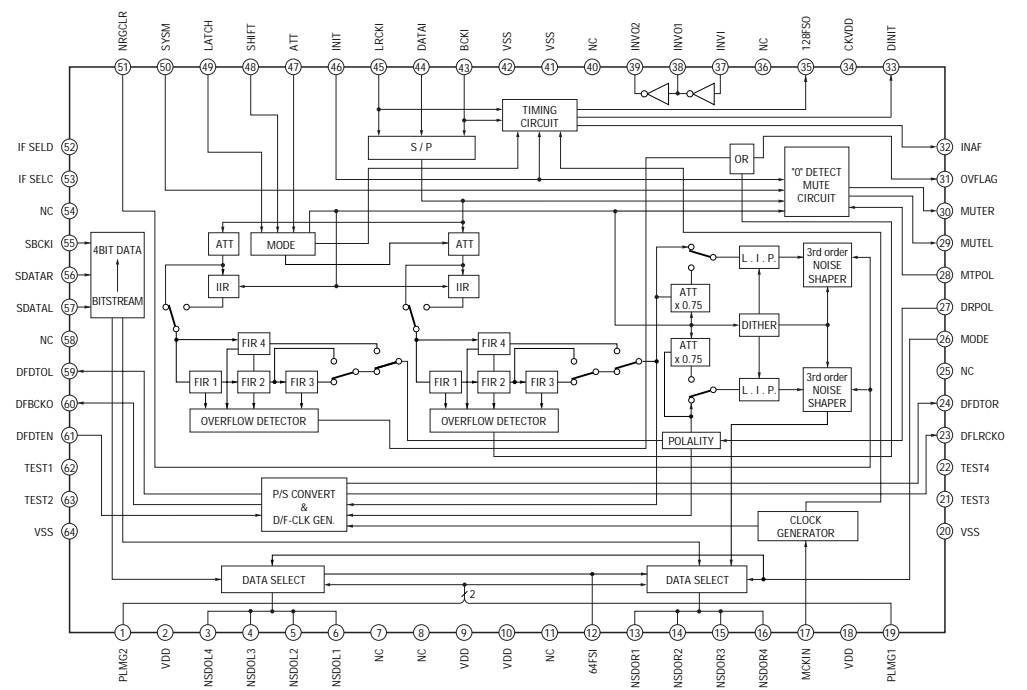 NRGCLR
SYSM
LATCH
SHIFT
ATT
INIT
LRCKI
DATAI
BCKI
VSS
VSS
NC
INVO2
INVO1
INVI
NC
128FSO
CKVDD
DINIT
51
50
49
48
47
46
45
44
43
42
41
40
39
38
37
36
35
34
33
TIMING
CIRCUIT
S / P
OR
"0" DETECT
MUTE
CIRCUIT
IF SELD 52
IF SELC 53
NC 54
SBCKI 55
SDATAR 56
SDATAL 57
NC 58
DFDTOL 59
DFBCKO 60
DFDTEN 61
TEST1 62
TEST2 63
VSS 64
32 INAF
31 OVFLAG
30 MUTER
29 MUTEL
28 MTPOL
27 DRPOL
26 MODE
25 NC
24 DFDTOR
23 DFLRCKO
22 TEST4
21 TEST3
20 VSS
4BIT DATA
BITSTREAM
ATT
MODE
ATT
IIR
IIR
L . I . P.
3rd order
NOISE
SHAPER
ATT
x 0.75
DITHER
ATT
x 0.75
L . I . P.
3rd order
NOISE
SHAPER
FIR 4
FIR 1
FIR 2
FIR 3
OVERFLOW DETECTOR
FIR 4
FIR 1
FIR 2
FIR 3
OVERFLOW DETECTOR
POLALITY
P/S CONVERT
&
D/F-CLK GEN.
CLOCK
GENERATOR
DATA SELECT
DATA SELECT
2
1
2
3
4
5
6
7
8
9
10
11
12
13
14
15
16
17
18
19
PLMG2
VDD
NSDOL4
NSDOL3
NSDOL2
NSDOL1
NC
NC
VDD
VDD
NC
64FSI
NSDOR1
NSDOR2
NSDOR3
NSDOR4
MCKIN
VDD
PLMG1